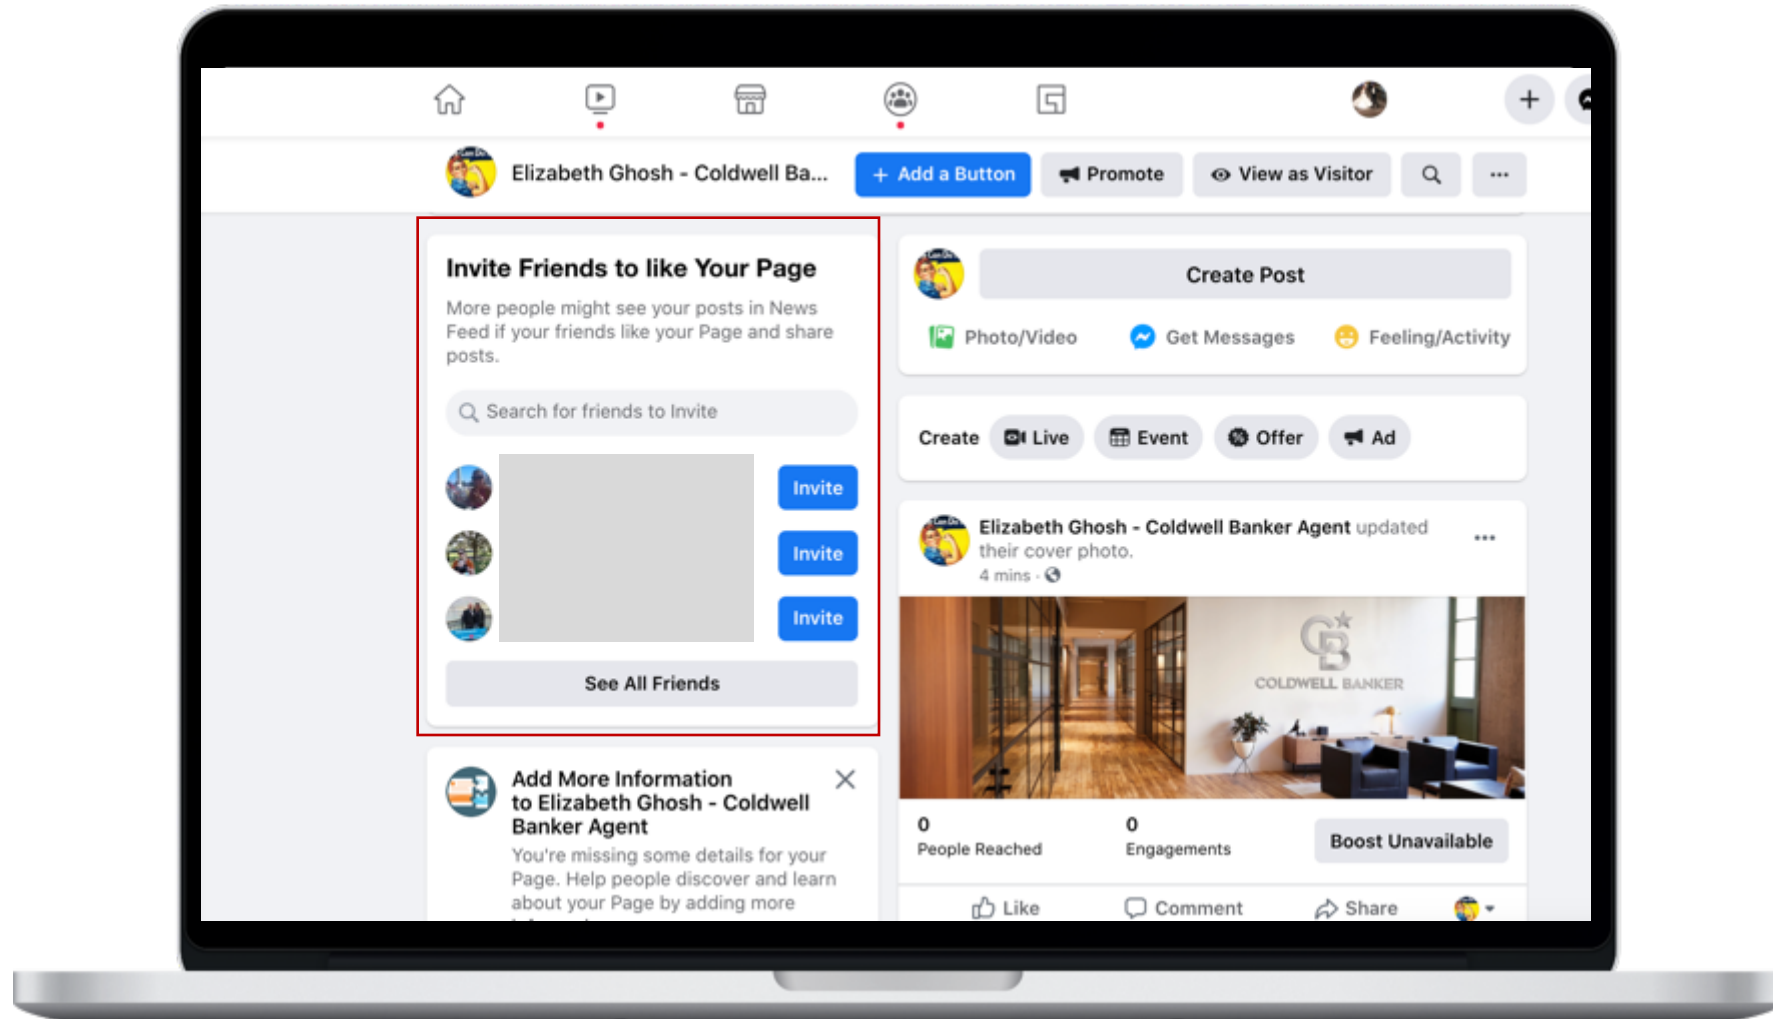 Elizabeth Ghosh - Coldwell Ba...
+ Add a Button
Promote
View as Visitor
Invite Friends to like Your Page
More people might see your posts in News
Feed if your friends like your Page and share
posts.
Search for friends to Invite
Invite
Invite
Invite
See All Friends
Add More Information
to Elizabeth Ghosh - Coldwell
Banker Agent
You're missing some details for your
Page. Help people discover and learn
about your Page by adding more
Create Post
Photo/Video
Get Messages
Feeling/Activity
Create
Live
Event
Offer
Ad
Elizabeth Ghosh - Coldwell Banker Agent updated
their cover photo.
4 mins ·
CB
COLDWELL BANKER
0
People Reached
0
Engagements
Boost Unavailable
Like
Comment
Share